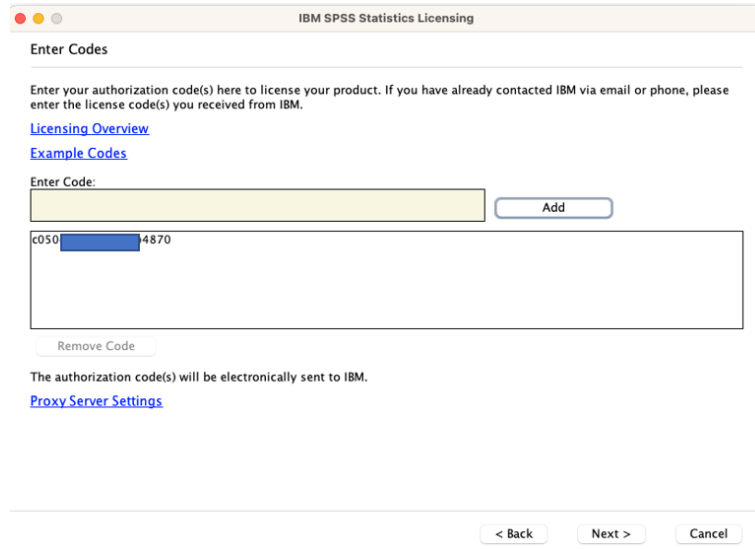 IBM SPSS Statistics Licensing
Enter Codes
Enter your authorization code(s) here to license your product. If you have already contacted IBM via email or phone, please
enter the license code(s) you received from IBM.
Licensing Overview
Example Codes
Enter Code:
Add
c050 4870
Remove Code
The authorization code(s) will be electronically sent to IBM.
Proxy Server Settings
< Back Next > Cancel